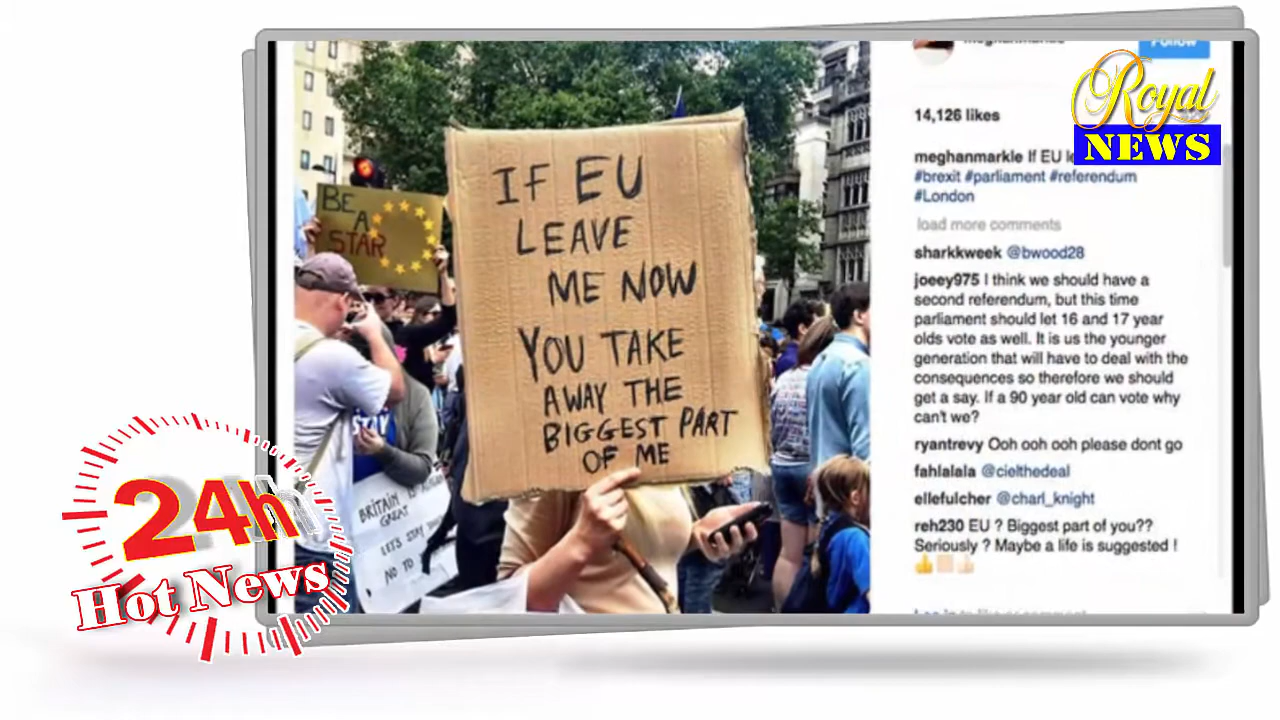 Follow
14,126 likes
meghanmarkle If EU
#brexit #parliament #referendum
#London
load more comments
sharkkweek @bwood28
joeey975 I think we should have a
second referendum, but this time
parliament should let 16 and 17 year
olds vote as well. It is us the younger
generation that will have to deal with the
consequences so therefore we should
get a say. If a 90 year old can vote why
can't we?
ryantrevy Ooh ooh ooh please dont go
fahlalala @cielthedeal
ellefulcher @charl_knight
reh230 EU ? Biggest part of you??
Seriously ? Maybe a life is suggested !
Royal
NEWS
IF EU
LEAVE
ME NOW
YOU TAKE
AWAY THE
BIGGEST PART
OF ME
BE
A
STAR
BRITAIN IS
GREAT
LET'S STAY
NO TO
24h
Hot News